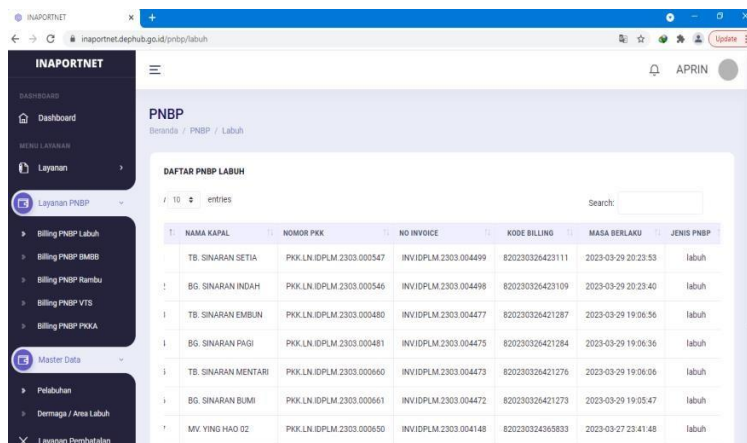 INAPORTNET
inaportnet.dephub.go.id/pnbp/labuh
Update
INAPORTNET
APRIN
DASHBOARD
Dashboard
MENU LAYANAN
Layanan
Layanan PNBP
Billing PNBP Labuh
Billing PNBP BMBB
Billing PNBP Rambu
Billing PNBP VTS
Billing PNBP PKKA
Master Data
Pelabuhan
Dermaga / Area Labuh
Layanan Pembatalan
PNBP
Beranda / PNBP / Labuh
DAFTAR PNBP LABUH
10 entries
Search:
NAMA KAPAL NOMOR PKK NO INVOICE KODE BILLING MASA BERLAKU JENIS PNBP
TB. SINARAN SETIA PKK.LN.IDPLM.2303.000547 INV.IDPLM.2303.004499 820230326423111 2023-03-29 20:23:53 labuh
BG. SINARAN INDAH PKK.LN.IDPLM.2303.000546 INV.IDPLM.2303.004498 820230326423109 2023-03-29 20:23:40 labuh
TB. SINARAN EMBUN PKK.LN.IDPLM.2303.000480 INV.IDPLM.2303.004477 820230326421287 2023-03-29 19:06:56 labuh
BG. SINARAN PAGI PKK.LN.IDPLM.2303.000481 INV.IDPLM.2303.004475 820230326421284 2023-03-29 19:06:36 labuh
TB. SINARAN MENTARI PKK.LN.IDPLM.2303.000660 INV.IDPLM.2303.004473 820230326421276 2023-03-29 19:06:06 labuh
BG. SINARAN BUMI PKK.LN.IDPLM.2303.000661 INV.IDPLM.2303.004472 820230326421273 2023-03-29 19:05:47 labuh
MV. YING HAO 02 PKK.LN.IDPLM.2303.000650 INV.IDPLM.2303.004148 820230324365833 2023-03-27 23:41:48 labuh